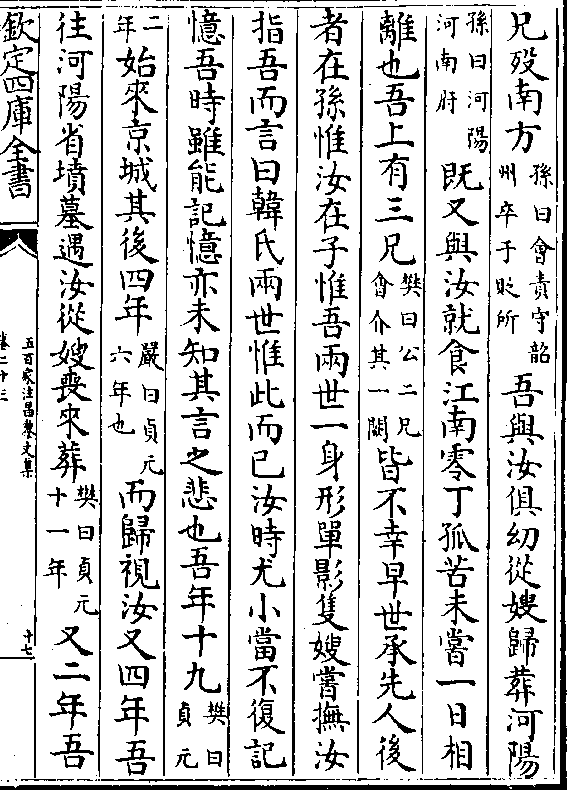 兄歿南方孫曰會責守韶州卒于貶所吾與汝俱幼從嫂歸葬河陽
孫曰河陽河南府既又與汝就食江南零丁孤苦未嘗一日相
離也吾上有三兄樊曰公二兄會介其一闕皆不幸早世承先人後
者在孫惟汝在子惟吾兩世一身形單影隻嫂嘗撫汝
指吾而言曰韓氏兩世惟此而已汝時尤小當不復記
憶吾時雖能記憶亦未知其言之悲也吾年十九樊曰貞元
二年始來京城其後四年嚴曰貞元六年也而歸視汝又四年吾
往河陽省墳墓遇汝從嫂喪來葬樊曰貞元十一年又二年吾
欽定四庫全書
五百家注昌黎文集
卷二十三
十七